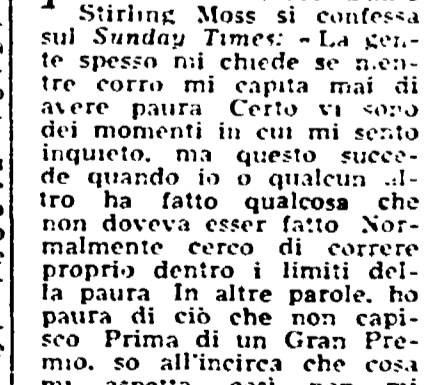 Stirling Moss si confessa
sul Sunday Times: - La gen-
te spesso mi chiede se men-
tre corro mi capita mai di
avere paura Certo vi sono
dei momenti in cui mi sento
inquieto. ma questo succe-
de quando io o qualcun al-
tro ha fatto qualcosa che
non doveva esser fatto Nor-
malmente cerco di correre
proprio dentro i limiti del-
la paura In altre parole. ho
paura di ciò che non capi-
sco Prima di un Gran Pre-
mio. so all'incirca che cosa